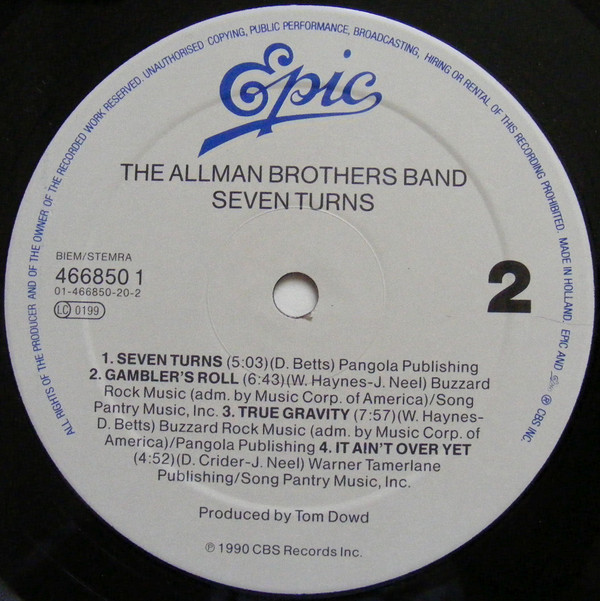 ALL RIGHTS OF THE PRODUCER AND OF THE OWNER OF THE RECORDED WORK RESERVED. UNAUTHORISED COPYING, PUBLIC PERFORMANCE, BROADCASTING, HIRING OR RENTAL OF THIS RECORDING PROHIBITED. MADE IN HOLLAND. EPIC AND ℗ CBS INC.
Epic
THE ALLMAN BROTHERS BAND
SEVEN TURNS
BIEM/STEMRA
466850 1
01-466850-20-2
LC 0199
2
1. SEVEN TURNS (5:03)(D. Betts) Pangola Publishing
2. GAMBLER'S ROLL (6:43)(W. Haynes-J. Neel) Buzzard
Rock Music (adm. by Music Corp. of America)/Song
Pantry Music, Inc. 3. TRUE GRAVITY (7:57)(W. Haynes-
D. Betts) Buzzard Rock Music (adm. by Music Corp. of
America)/Pangola Publishing 4. IT AIN'T OVER YET
(4:52)(D. Crider-J. Neel) Warner Tamerlane
Publishing/Song Pantry Music, Inc.
Produced by Tom Dowd
℗ 1990 CBS Records Inc.